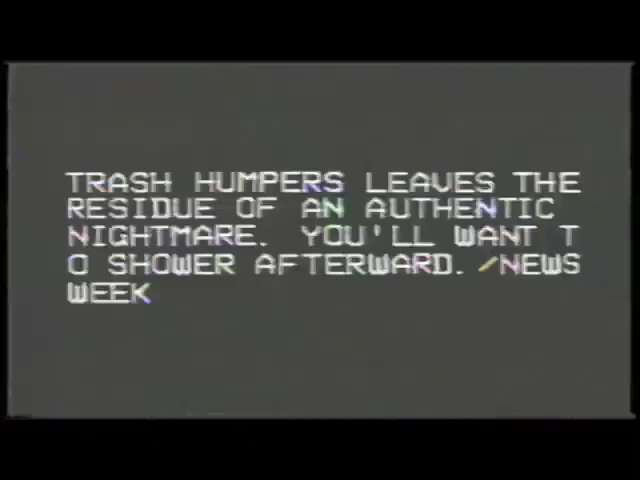 TRASH HUMPERS LEAVES THE
RESIDUE OF AN AUTHENTIC
NIGHTMARE. YOU'LL WANT T
O SHOWER AFTERWARD. /NEWS
WEEK